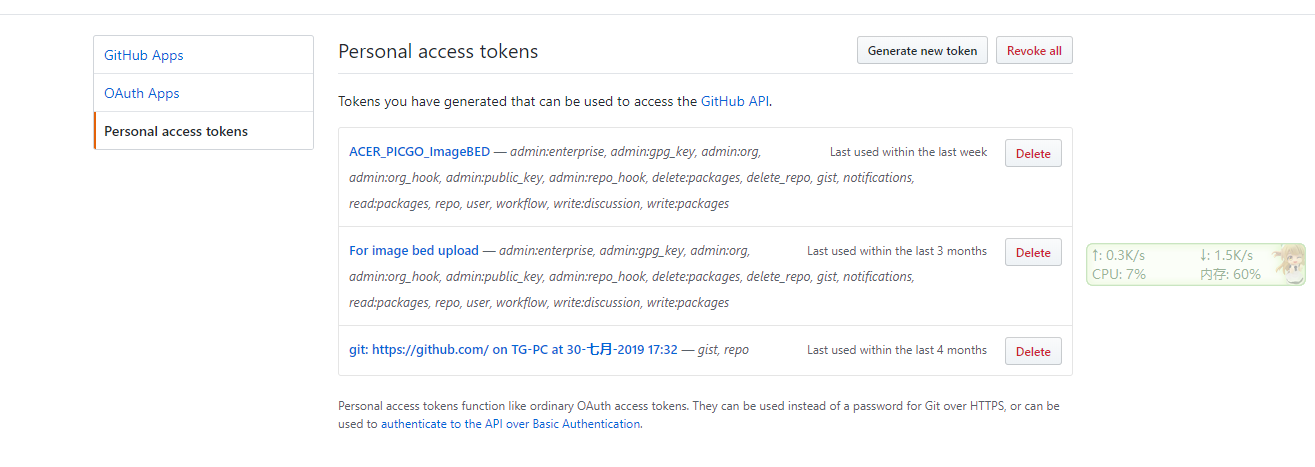 GitHub Apps
OAuth Apps
Personal access tokens
Personal access tokens
Generate new token
Revoke all
Tokens you have generated that can be used to access the GitHub API.
ACER_PICGO_ImageBED — admin:enterprise, admin:gpg_key, admin:org,
admin:org_hook, admin:public_key, admin:repo_hook, delete:packages, delete_repo, gist, notifications,
read:packages, repo, user, workflow, write:discussion, write:packages
Last used within the last week
Delete
For image bed upload — admin:enterprise, admin:gpg_key, admin:org,
admin:org_hook, admin:public_key, admin:repo_hook, delete:packages, delete_repo, gist, notifications,
read:packages, repo, user, workflow, write:discussion, write:packages
Last used within the last 3 months
Delete
git: https://github.com/ on TG-PC at 30-七月-2019 17:32 — gist, repo
Last used within the last 4 months
Delete
Personal access tokens function like ordinary OAuth access tokens. They can be used instead of a password for Git over HTTPS, or can be
used to authenticate to the API over Basic Authentication.
↑: 0.3K/s
↓: 1.5K/s
CPU: 7%
内存: 60%